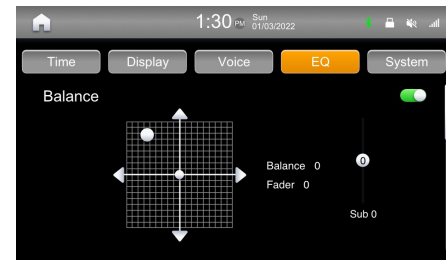 1:30 PM Sun
01/03/2022
Time Display Voice EQ System
Balance
Balance 0
Fader 0
0
Sub 0